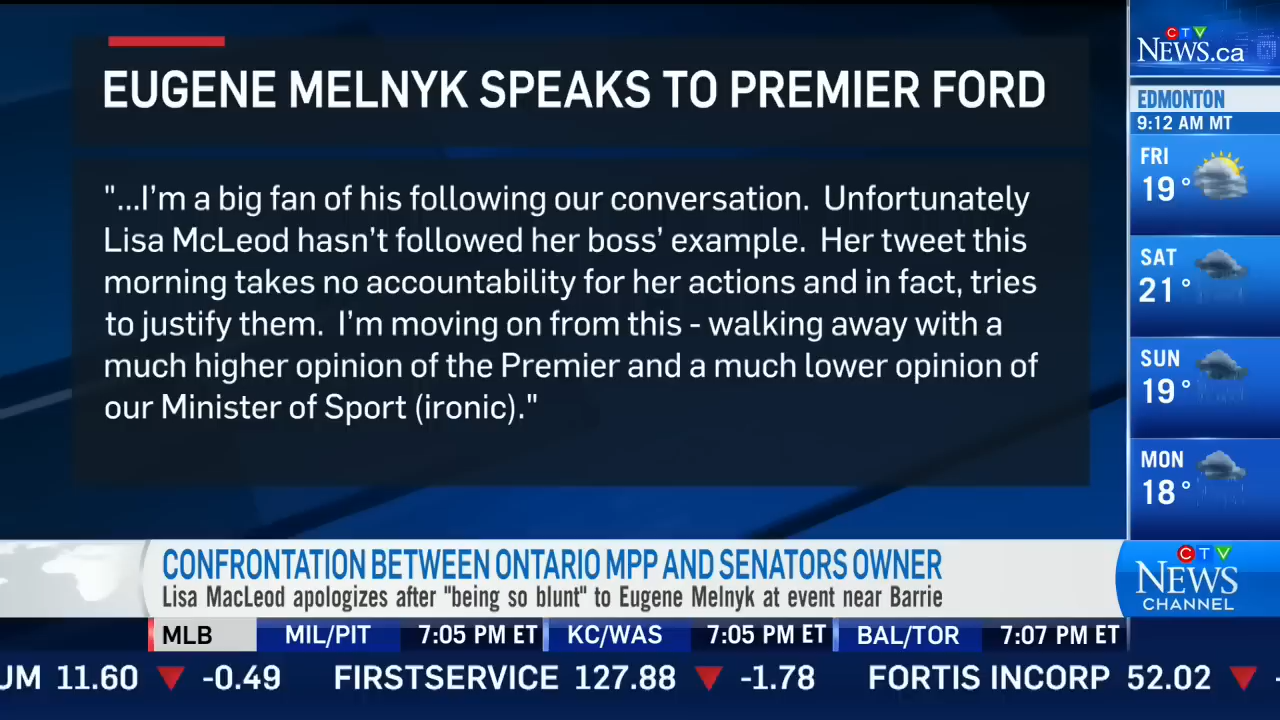 EUGENE MELNYK SPEAKS TO PREMIER FORD
"...I'm a big fan of his following our conversation. Unfortunately
Lisa McLeod hasn't followed her boss' example. Her tweet this
morning takes no accountability for her actions and in fact, tries
to justify them. I'm moving on from this - walking away with a
much higher opinion of the Premier and a much lower opinion of
our Minister of Sport (ironic)."
CTV
NEWS.ca
EDMONTON
9:12 AM MT
FRI
19°
SAT
21°
SUN
19°
MON
18°
CONFRONTATION BETWEEN ONTARIO MPP AND SENATORS OWNER
Lisa MacLeod apologizes after "being so blunt" to Eugene Melnyk at event near Barrie
CTV
NEWS
CHANNEL
MLB MIL/PIT 7:05 PM ET KC/WAS 7:05 PM ET BAL/TOR 7:07 PM ET
UM 11.60 -0.49 FIRSTSERVICE 127.88 -1.78 FORTIS INCORP 52.02 -